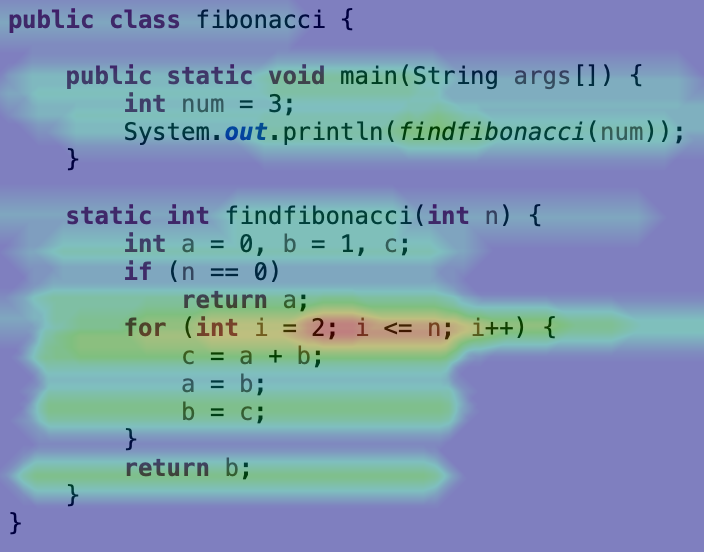 public class fibonacci {
public static void main(String args[]) {
int num = 3;
System.out.println(findfibonacci(num));
}
static int findfibonacci(int n) {
int a = 0, b = 1, c;
if (n == 0)
return a;
for (int i = 2; i <= n; i++) {
c = a + b;
a = b;
b = c;
}
return b;
}
}